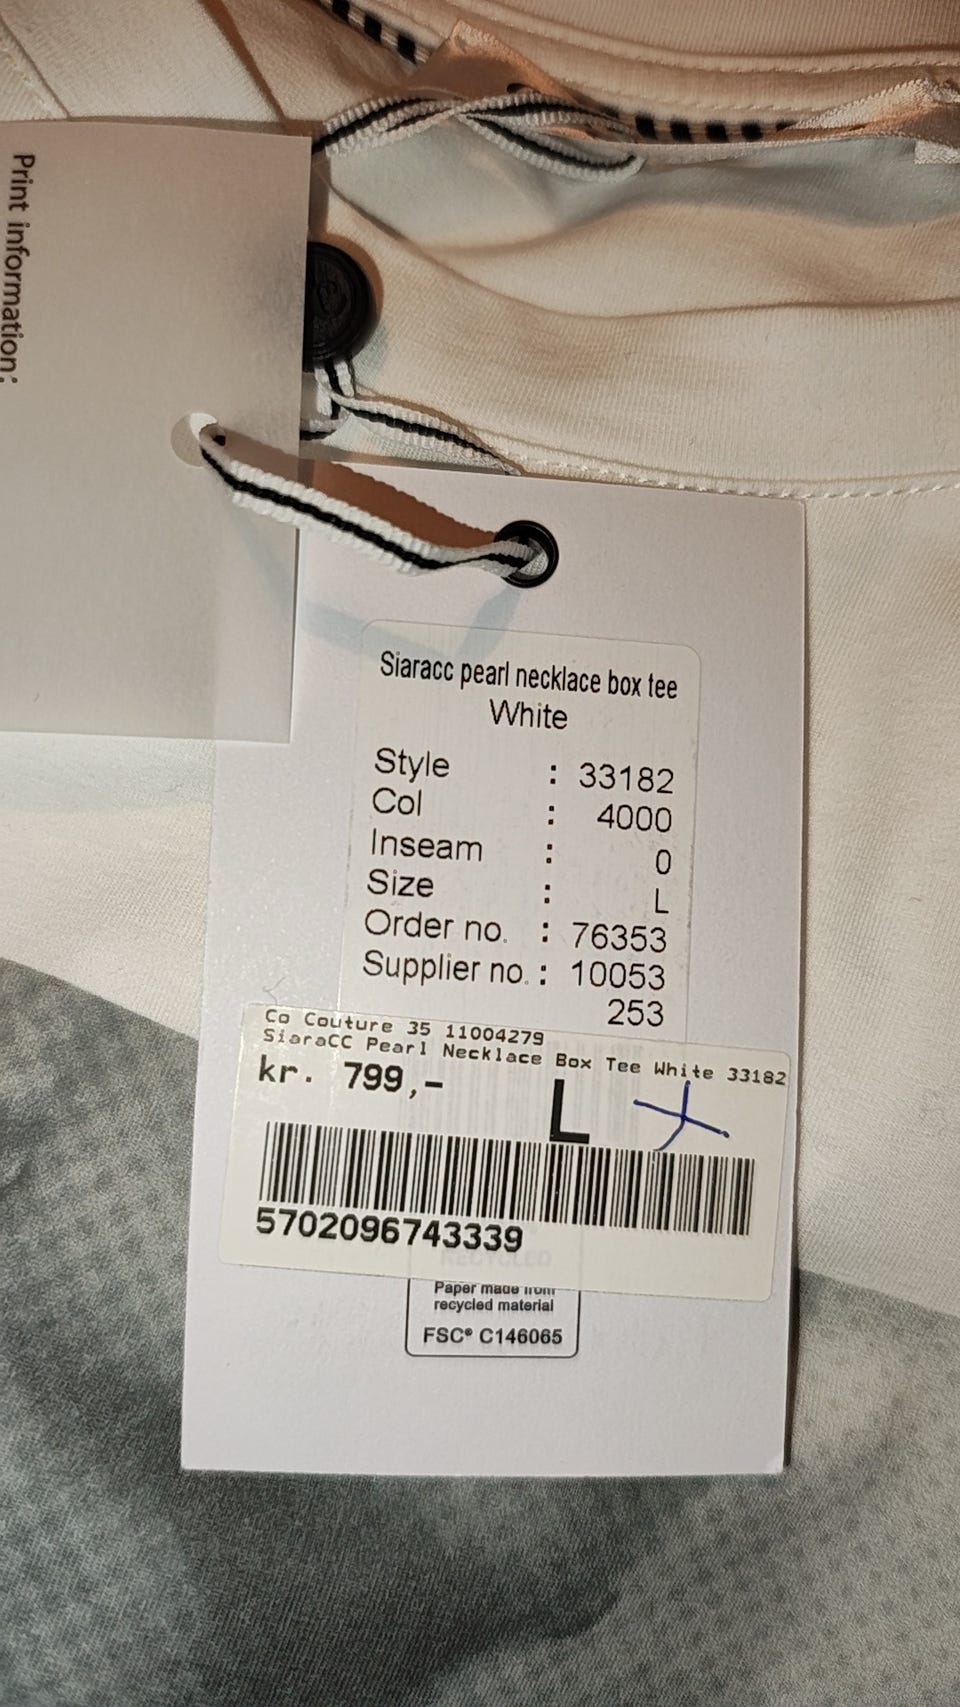 Print information:
Siaracc pearl necklace box tee
White
Style : 33182
Col : 4000
Inseam : 0
Size : L
Order no. : 76353
Supplier no. : 10053
253
Co Couture 35 11004279
SiaraCC Pearl Necklace Box Tee White 33182
kr. 799,-
L
5702096743339
RECYCLED
Paper made from
recycled material
FSC® C146065